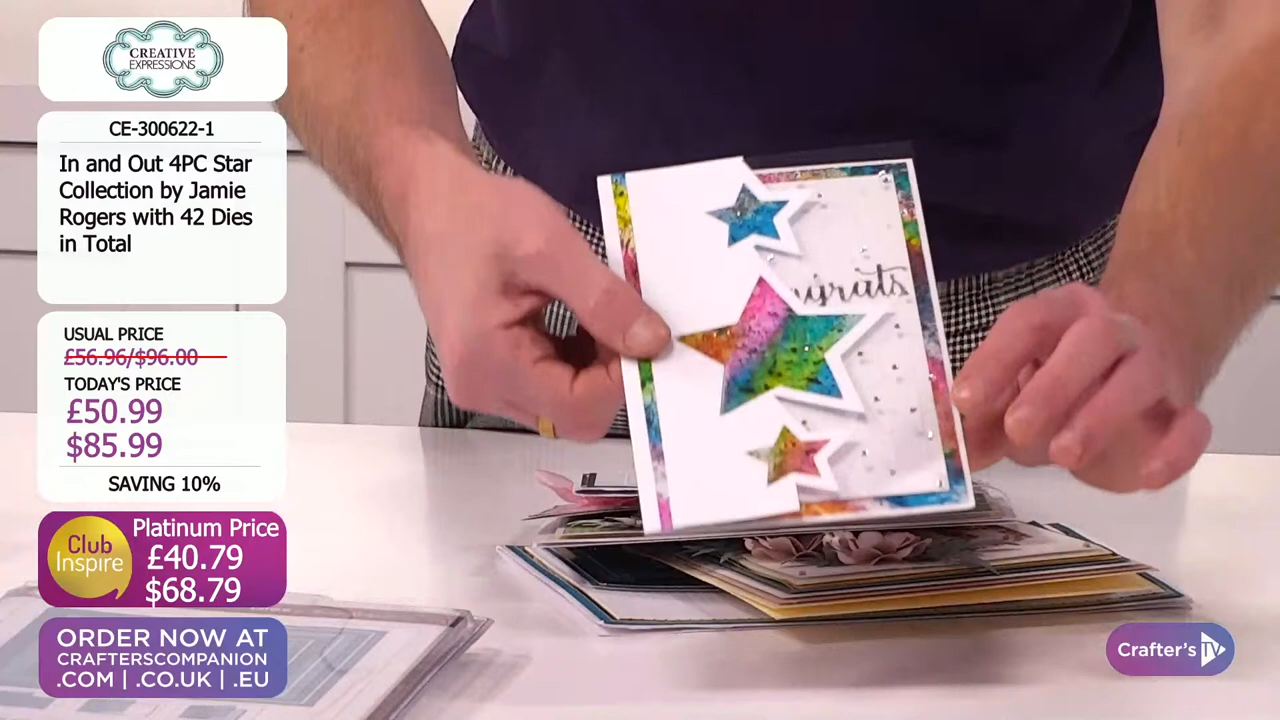 CREATIVE
EXPRESSIONS
CE-300622-1
In and Out 4PC Star
Collection by Jamie
Rogers with 42 Dies
in Total
USUAL PRICE
£56.96/$96.00
TODAY'S PRICE
£50.99
$85.99
SAVING 10%
Club
Inspire
Platinum Price
£40.79
$68.79
ORDER NOW AT
CRAFTERSCOMPANION
.COM | .CO.UK | .EU
Crafter's TV